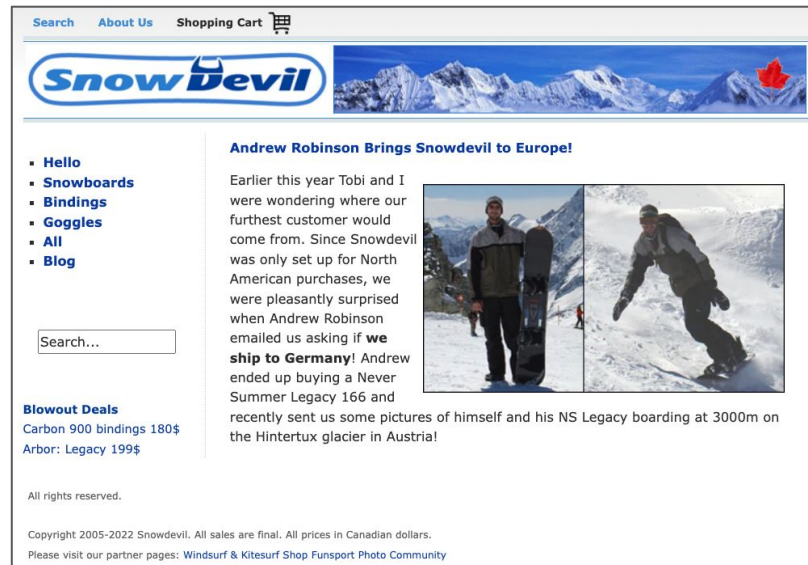 Search About Us Shopping Cart
Snow Devil
Hello
Snowboards
Bindings
Goggles
All
Blog
Search...
Blowout Deals
Carbon 900 bindings 180$
Arbor: Legacy 199$
Andrew Robinson Brings Snowdevil to Europe!
Earlier this year Tobi and I
were wondering where our
furthest customer would
come from. Since Snowdevil
was only set up for North
American purchases, we
were pleasantly surprised
when Andrew Robinson
emailed us asking if we
ship to Germany! Andrew
ended up buying a Never
Summer Legacy 166 and
recently sent us some pictures of himself and his NS Legacy boarding at 3000m on
the Hintertux glacier in Austria!
All rights reserved.
Copyright 2005-2022 Snowdevil. All sales are final. All prices in Canadian dollars.
Please visit our partner pages: Windsurf & Kitesurf Shop Funsport Photo Community